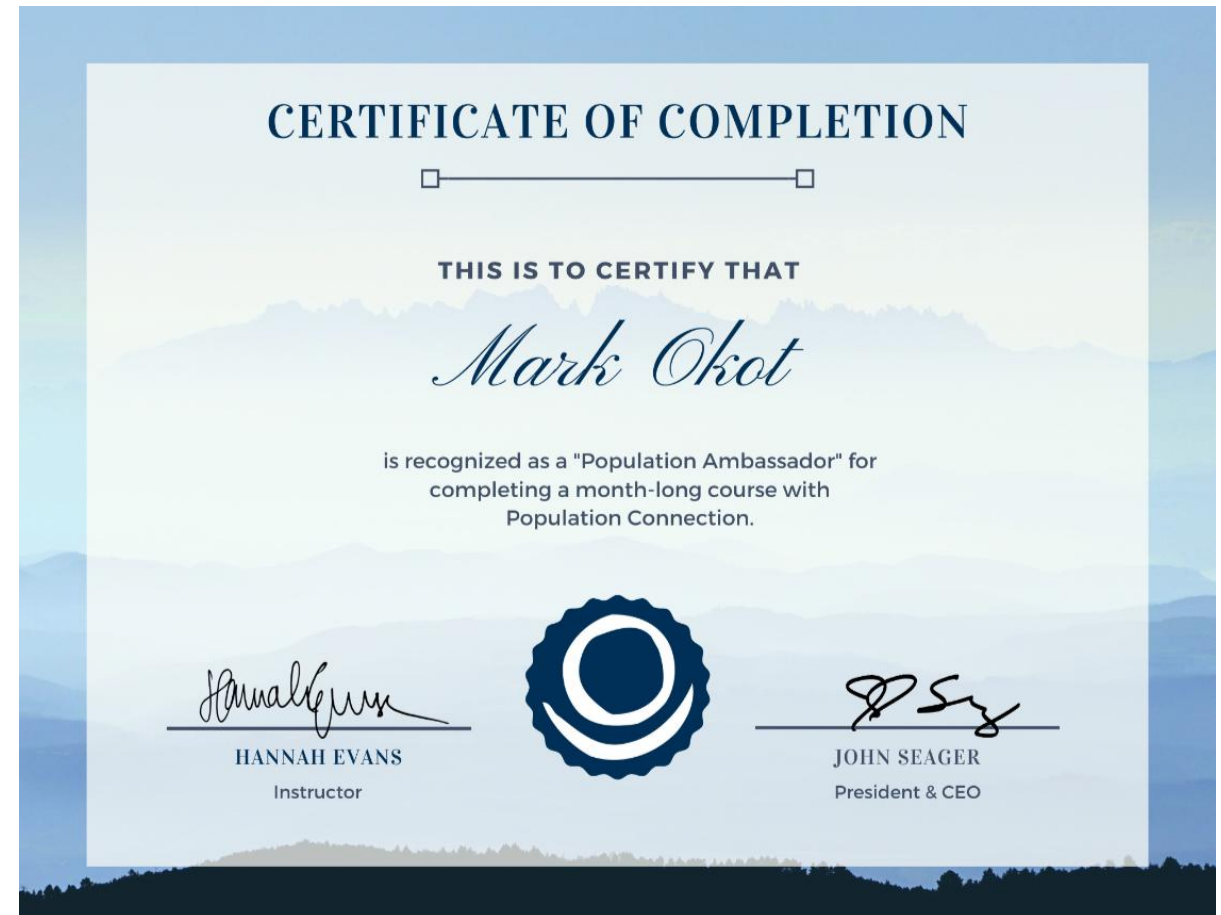 CERTIFICATE OF COMPLETION
THIS IS TO CERTIFY THAT
Mark Okot
is recognized as a "Population Ambassador" for
completing a month-long course with
Population Connection.
HANNAH EVANS
Instructor
JOHN SEAGER
President & CEO